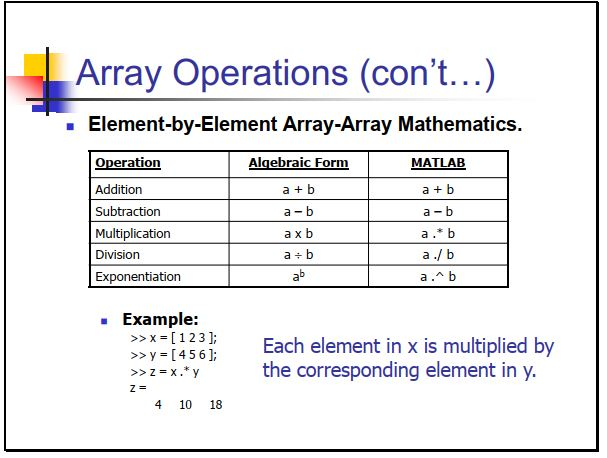 Array Operations (con't…)
Element-by-Element Array-Array Mathematics.
Operation Algebraic Form MATLAB
Addition a + b a + b
Subtraction a – b a – b
Multiplication a x b a .* b
Division a ÷ b a ./ b
Exponentiation aᵇ a .^ b
Example:
>> x = [ 1 2 3 ];
>> y = [ 4 5 6 ];
>> z = x .* y
z =
4 10 18
Each element in x is multiplied by
the corresponding element in y.